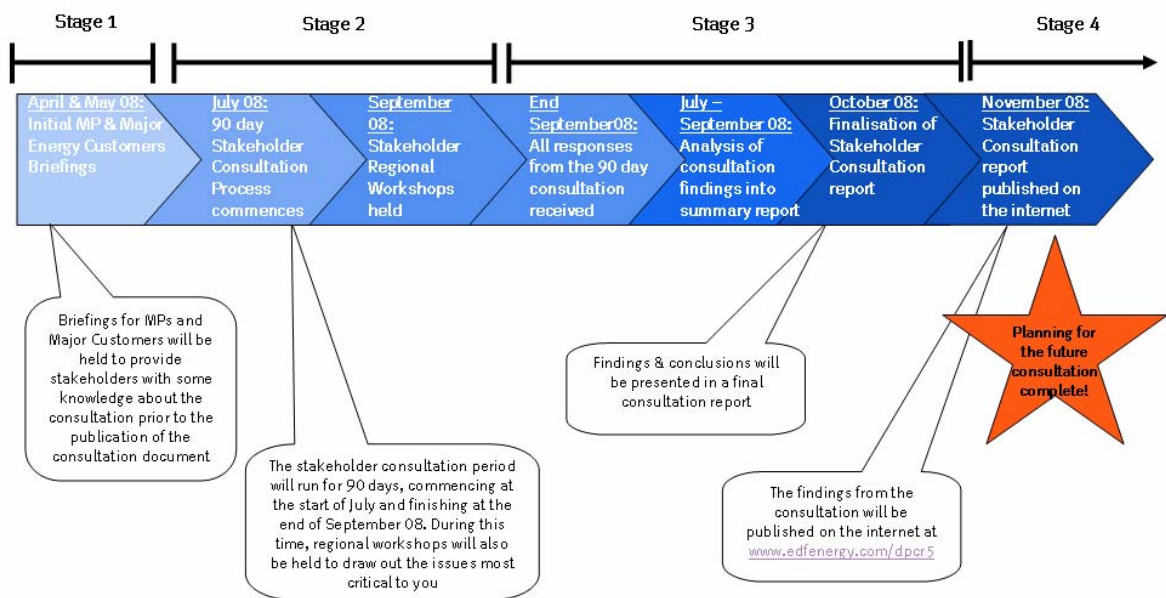 Stage 1
Stage 2
Stage 3
Stage 4
April & May 08:
Initial MP & Major
Energy Customers
Briefings
July 08:
90 day
Stakeholder
Consultation
Process
commences
September
08:
Stakeholder
Regional
Workshops
held
End
September08:
All responses
from the 90 day
consultation
received
July –
September 08:
Analysis of
consultation
findings into
summary report
October 08:
Finalisation of
Stakeholder
Consultation
report
November 08:
Stakeholder
Consultation
report
published on
the internet
Briefings for MPs and
Major Customers will be
held to provide
stakeholders with some
knowledge about the
consultation prior to the
publication of the
consultation document
The stakeholder consultation period
will run for 90 days, commencing at
the start of July and finishing at the
end of September 08. During this
time, regional workshops will also
be held to draw out the issues most
critical to you
Findings & conclusions will
be presented in a final
consultation report
The findings from the
consultation will be
published on the internet at
www.edfenergy.com/dpcr5
Planning for
the future
consultation
complete!